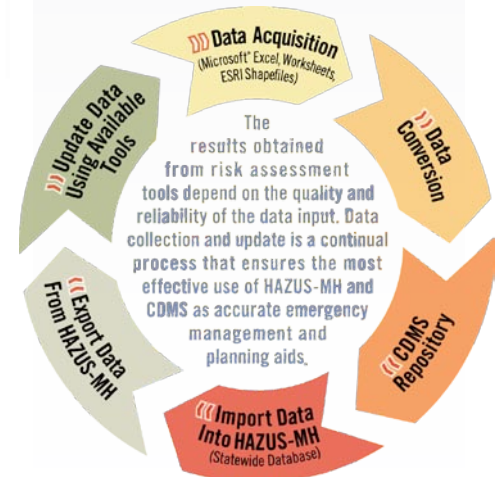 Data Acquisition
(Microsoft® Excel, Worksheets,
ESRI Shapefiles)
Data
Conversion
CDMS
Repository
Import Data
Into HAZUS-MH
(Statewide Database)
Export Data
From HAZUS-MH
Update Data
Using Available
Tools
The
results obtained
from risk assessment
tools depend on the quality and
reliability of the data input. Data
collection and update is a continual
process that ensures the most
effective use of HAZUS-MH and
CDMS as accurate emergency
management and
planning aids.